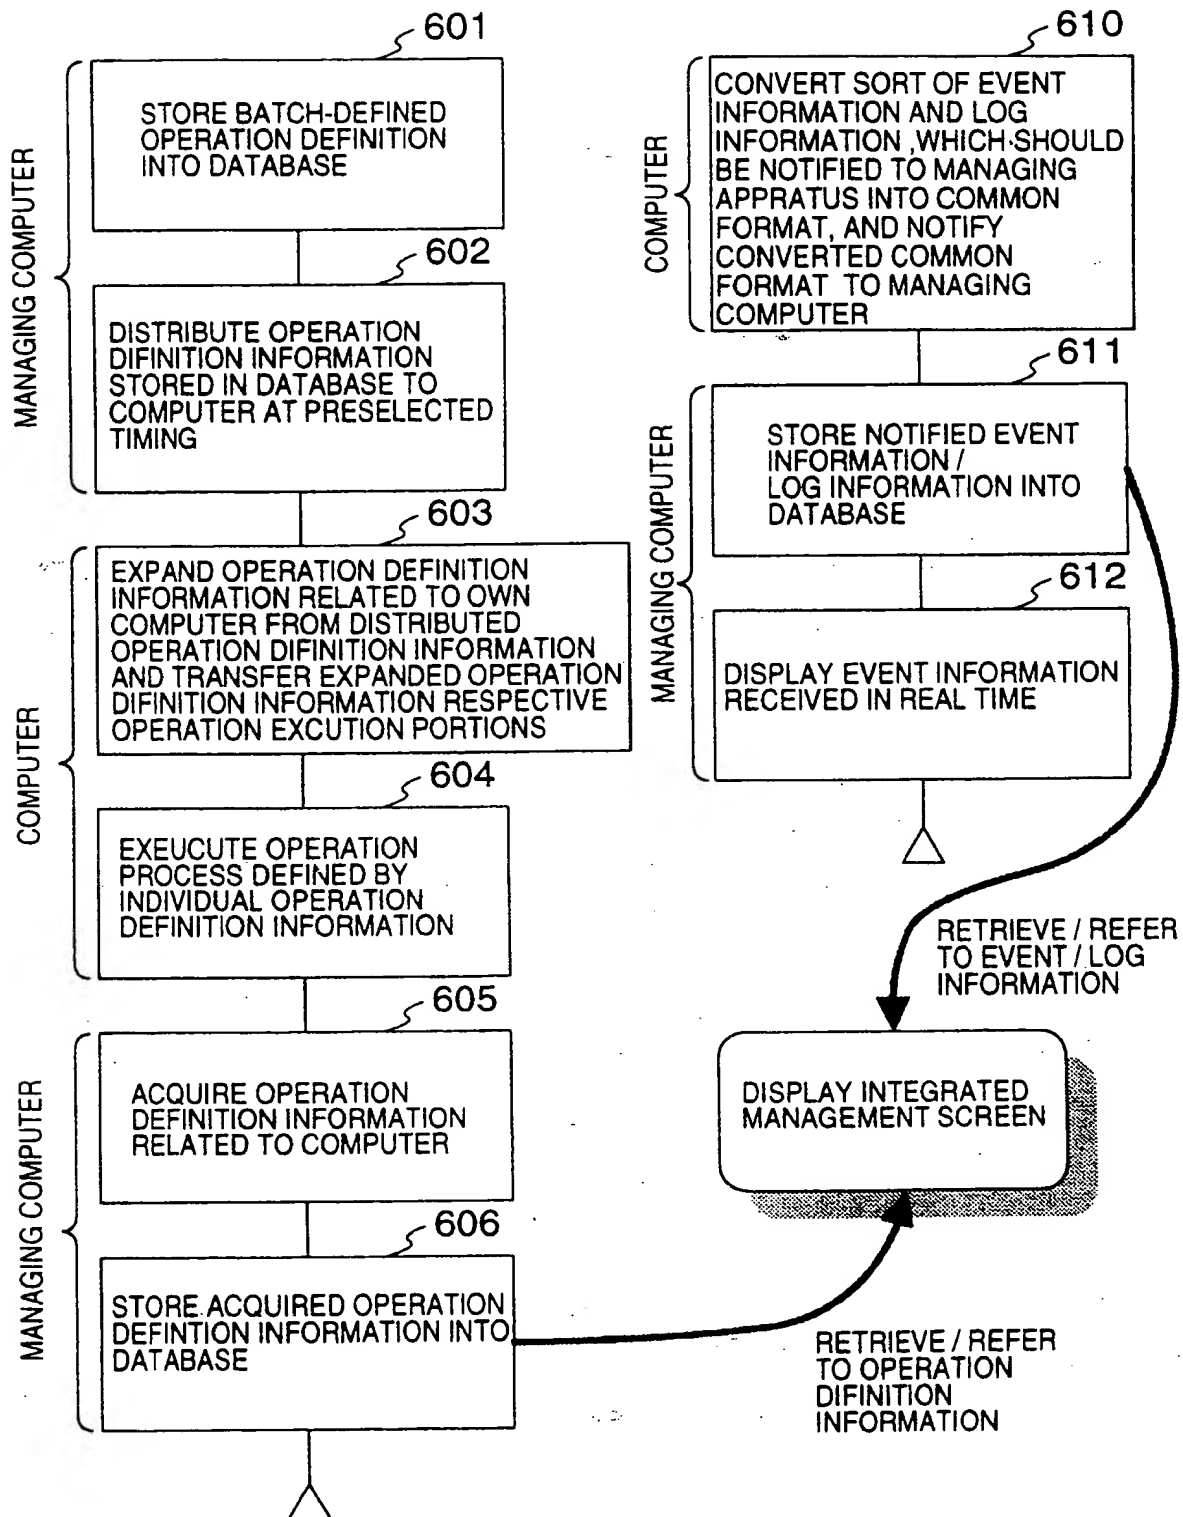 601
MANAGING COMPUTER
STORE BATCH-DEFINED
OPERATION DEFINITION
INTO DATABASE
602
DISTRIBUTE OPERATION
DIFINITION INFORMATION
STORED IN DATABASE TO
COMPUTER AT PRESELECTED
TIMING
603
COMPUTER
EXPAND OPERATION DEFINITION
INFORMATION RELATED TO OWN
COMPUTER FROM DISTRIBUTED
OPERATION DIFINITION INFORMATION
AND TRANSFER EXPANDED OPERATION
DIFINITION INFORMATION RESPECTIVE
OPERATION EXCUTION PORTIONS
604
EXEUCUTE OPERATION
PROCESS DEFINED BY
INDIVIDUAL OPERATION
DEFINITION INFORMATION
605
MANAGING COMPUTER
ACQUIRE OPERATION
DEFINITION INFORMATION
RELATED TO COMPUTER
606
STORE ACQUIRED OPERATION
DEFINTION INFORMATION INTO
DATABASE
610
COMPUTER
CONVERT SORT OF EVENT
INFORMATION AND LOG
INFORMATION ,WHICH SHOULD
BE NOTIFIED TO MANAGING
APPRATUS INTO COMMON
FORMAT, AND NOTIFY
CONVERTED COMMON
FORMAT TO MANAGING
COMPUTER
611
MANAGING COMPUTER
STORE NOTIFIED EVENT
INFORMATION /
LOG INFORMATION INTO
DATABASE
612
DISPLAY EVENT INFORMATION
RECEIVED IN REAL TIME
RETRIEVE / REFER
TO EVENT / LOG
INFORMATION
DISPLAY INTEGRATED
MANAGEMENT SCREEN
RETRIEVE / REFER
TO OPERATION
DIFINITION
INFORMATION